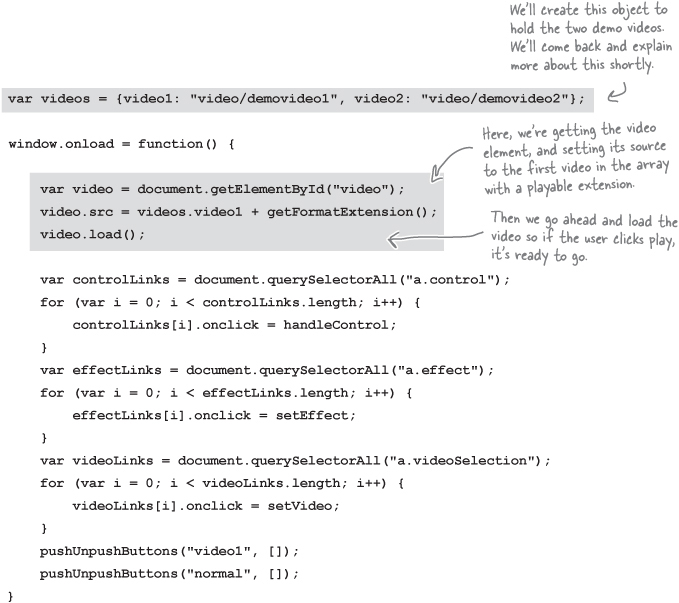 We'll create this object to
hold the two demo videos.
We'll come back and explain
more about this shortly.
var videos = {video1: "video/demovideo1", video2: "video/demovideo2"};
window.onload = function() {
Here, we're getting the video
element, and setting its source
to the first video in the array
with a playable extension.
var video = document.getElementById("video");
video.src = videos.video1 + getFormatExtension();
video.load();
Then we go ahead and load the
video so if the user clicks play,
it's ready to go.
var controlLinks = document.querySelectorAll("a.control");
for (var i = 0; i < controlLinks.length; i++) {
controlLinks[i].onclick = handleControl;
}
var effectLinks = document.querySelectorAll("a.effect");
for (var i = 0; i < effectLinks.length; i++) {
effectLinks[i].onclick = setEffect;
}
var videoLinks = document.querySelectorAll("a.videoSelection");
for (var i = 0; i < videoLinks.length; i++) {
videoLinks[i].onclick = setVideo;
}
pushUnpushButtons("video1", []);
pushUnpushButtons("normal", []);
}